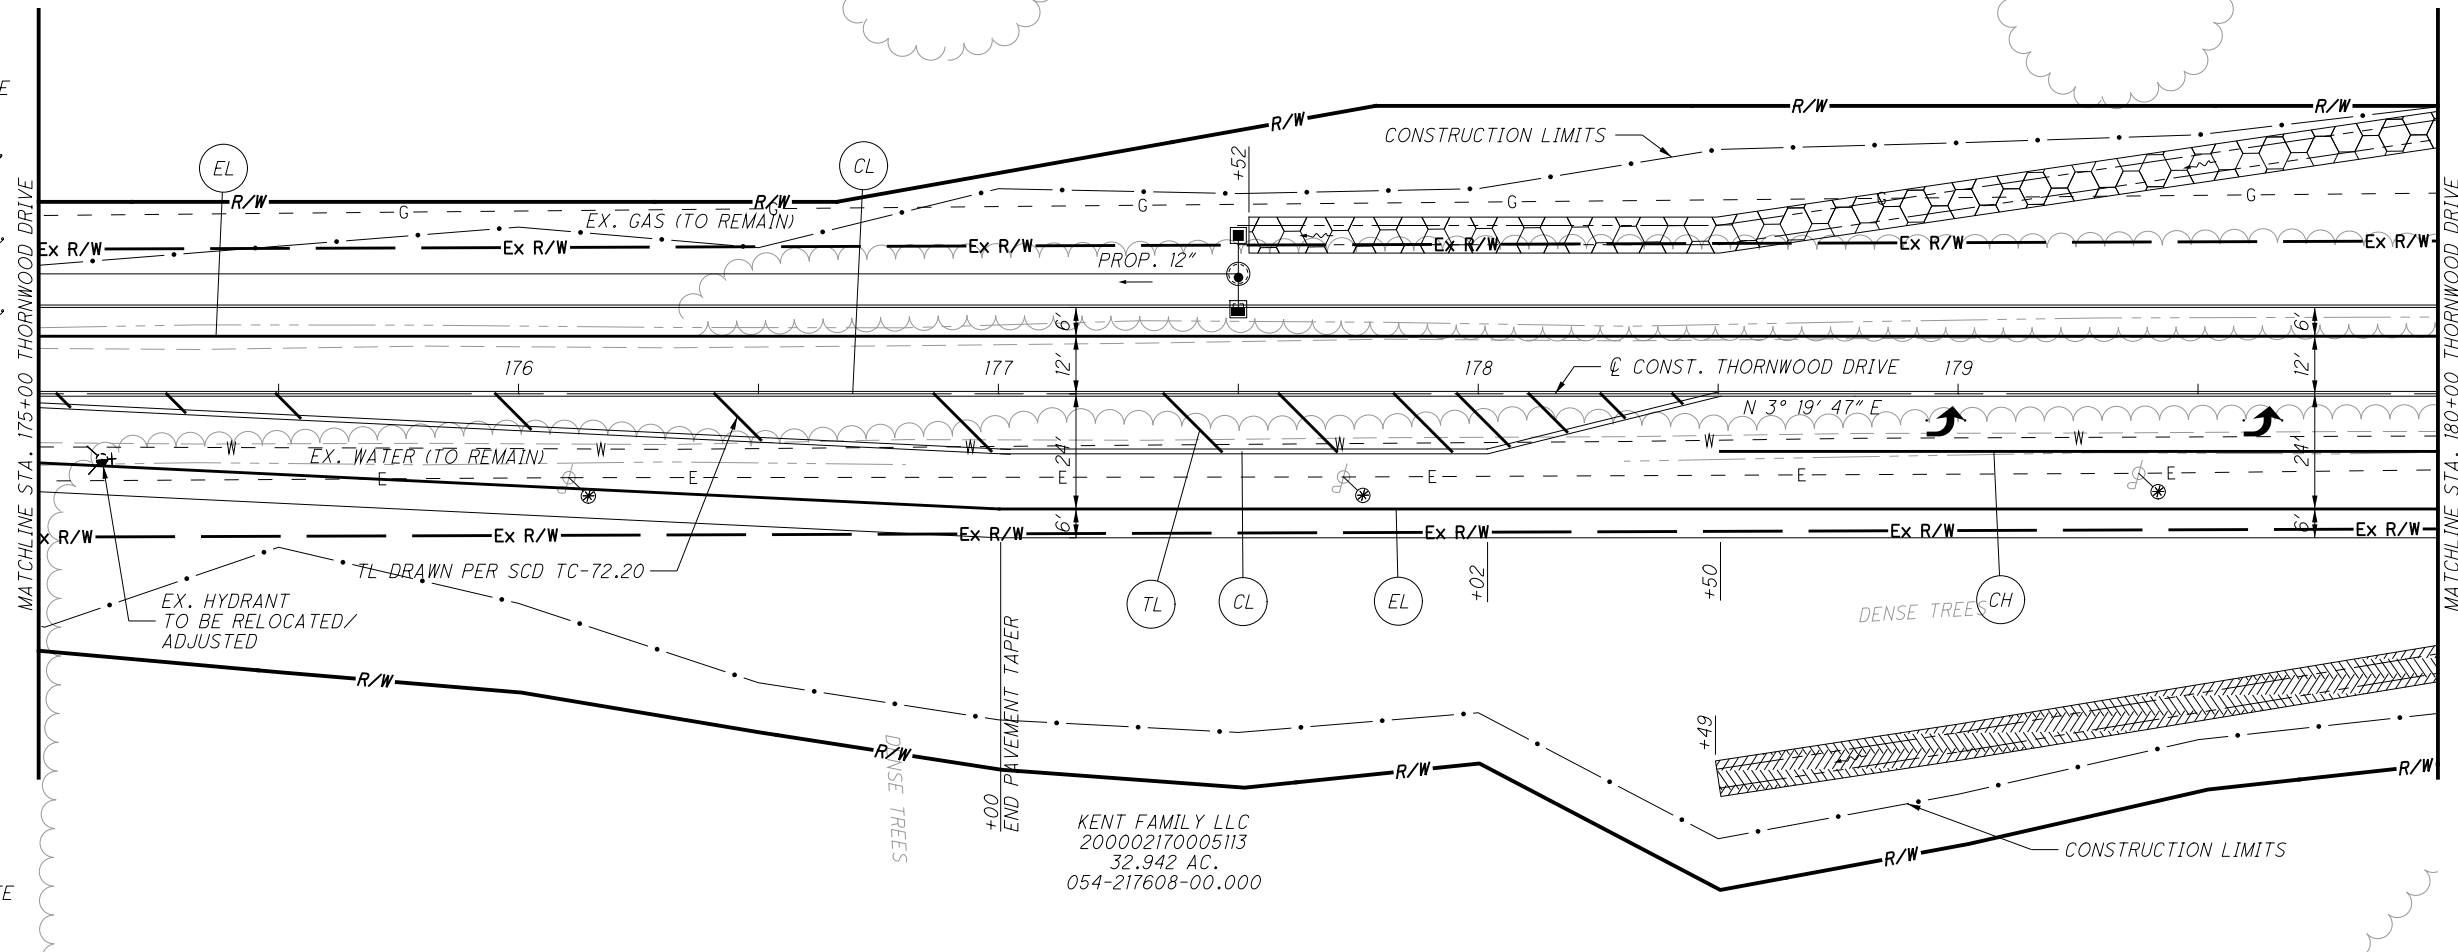 MATCHLINE STA. 175+00 THORNWOOD DRIVE
MATCHLINE STA. 180+00 THORNWOOD DRIVE
R/W
R/W
R/W
CONSTRUCTION LIMITS
+52
EL
CL
R/W
R/W
G
G
G
G
G
G
EX. GAS (TO REMAIN)
Ex R/W
Ex R/W
Ex R/W
Ex R/W
Ex R/W
Ex R/W
PROP. 12"
6'
6'
12'
12'
176
177
178
179
℄ CONST. THORNWOOD DRIVE
N 3° 19' 47" E
W
W
W
W
W
W
EX. WATER (TO REMAIN)
24'
24'
E
E
E
E
E
E
6'
6'
x R/W
Ex R/W
Ex R/W
Ex R/W
Ex R/W
Ex R/W
TL DRAWN PER SCD TC-72.20
EX. HYDRANT
TO BE RELOCATED/
ADJUSTED
TL
CL
EL
CH
+02
+50
DENSE TREES
R/W
R/W
R/W
R/W
R/W
DENSE TREES
+00
END PAVEMENT TAPER
+49
KENT FAMILY LLC
200002170005113
32.942 AC.
054-217608-00.000
CONSTRUCTION LIMITS